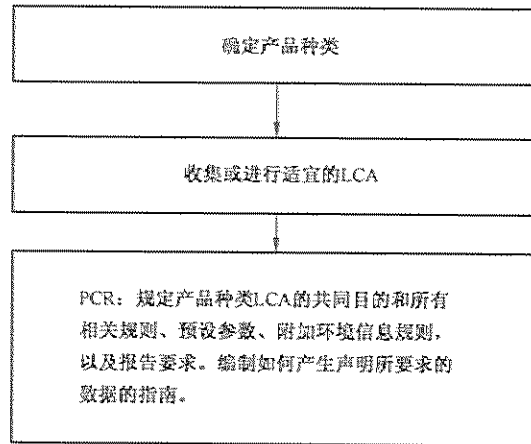 确定产品种类
收集或进行适宜的LCA
PCR：规定产品种类LCA的共同目的和所有
相关规则、预设参数、附加环境信息规则，
以及报告要求。编制如何产生声明所要求的
数据的指南。